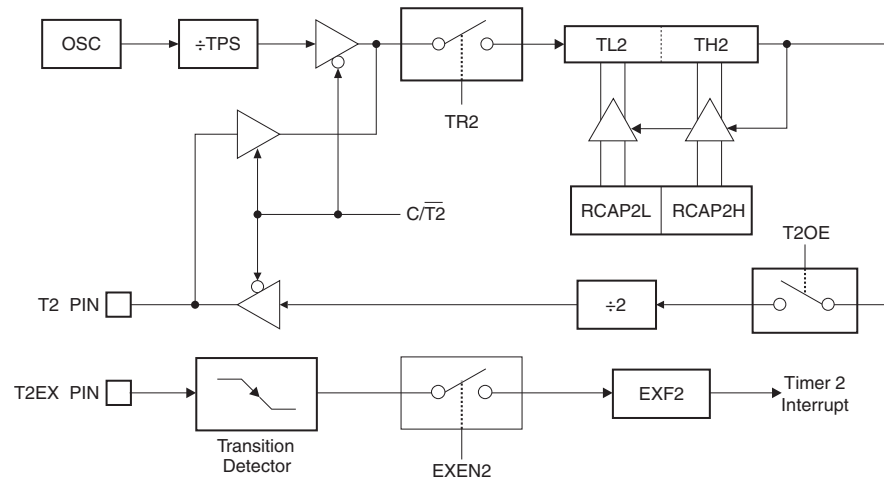 OSC
÷TPS
TR2
TL2
TH2
RCAP2L
RCAP2H
C/T2̅
T2OE
T2 PIN
÷2
T2EX PIN
Transition
Detector
EXEN2
EXF2
Timer 2
Interrupt